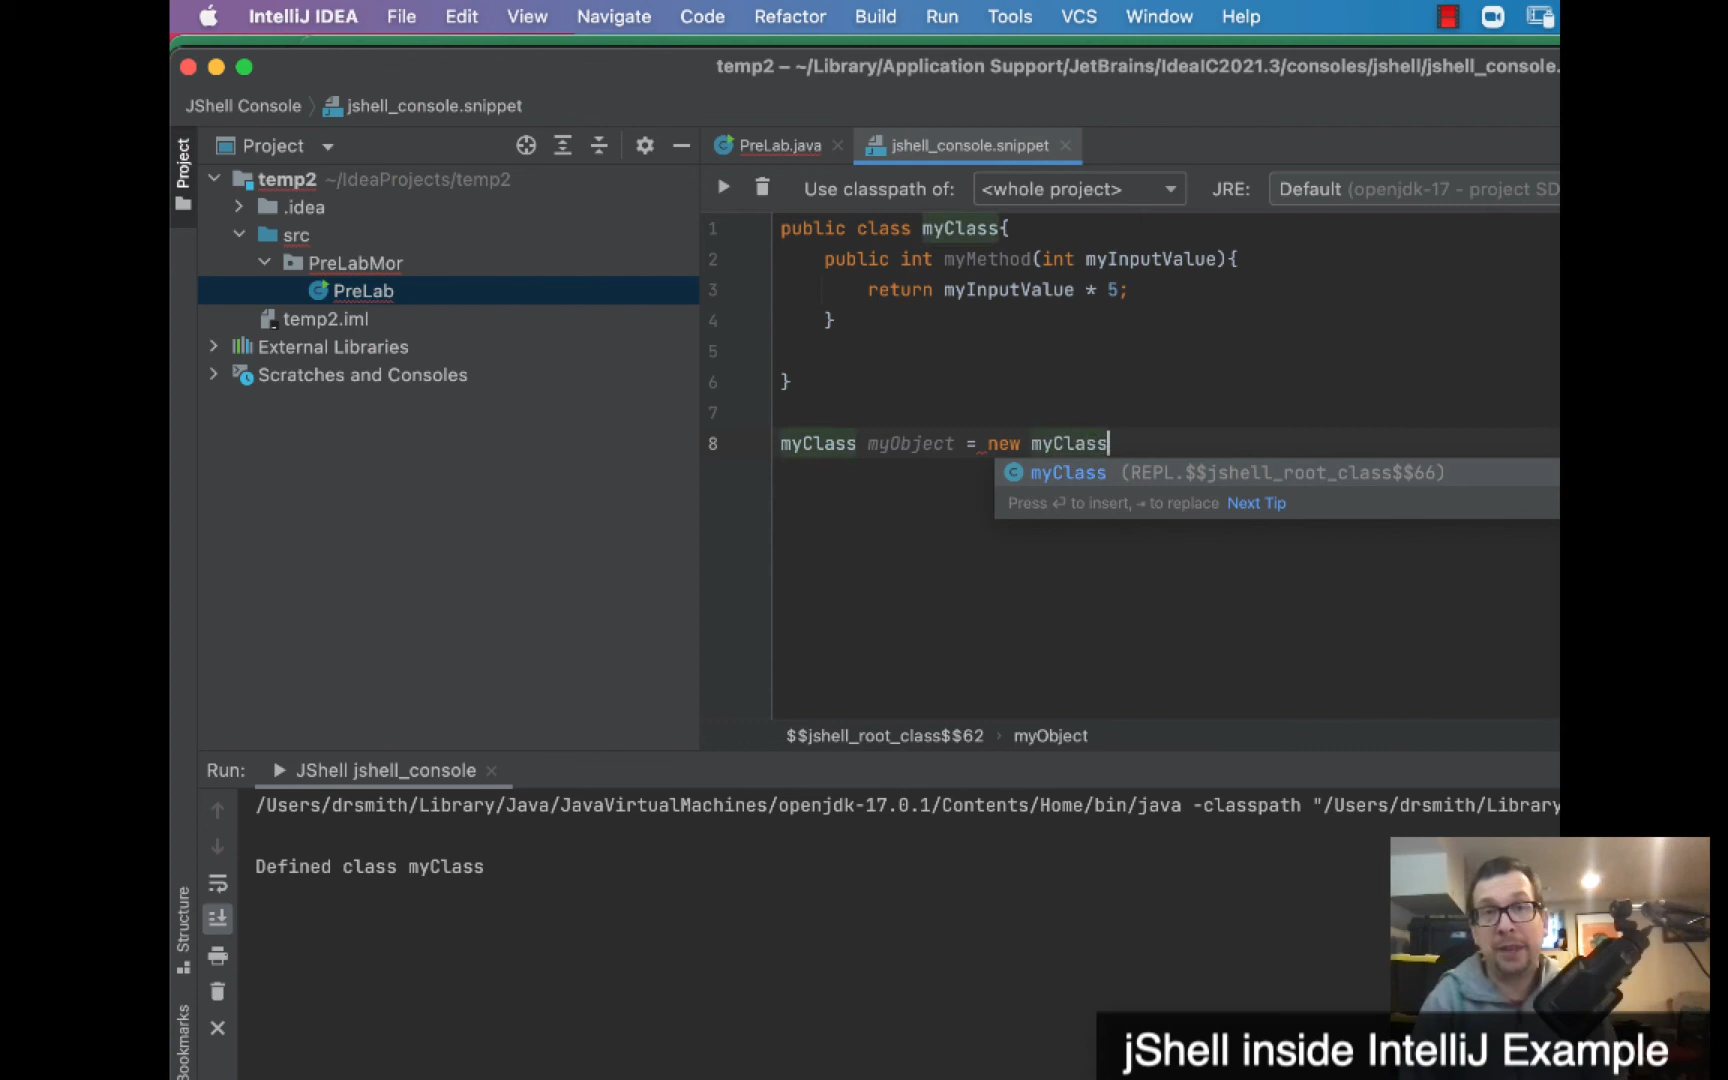 IntelliJ IDEA File Edit View Navigate Code Refactor Build Run Tools VCS Window Help
temp2 – ~/Library/Application Support/JetBrains/IdeaIC2021.3/consoles/jshell/jshell_console.
JShell Console jshell_console.snippet
Project
Project
PreLab.java
jshell_console.snippet
temp2 ~/IdeaProjects/temp2
.idea
src
PreLabMor
PreLab
temp2.iml
External Libraries
Scratches and Consoles
Use classpath of: <whole project> JRE: Default (openjdk-17 - project SD
1 public class myClass{
2 public int myMethod(int myInputValue){
3 return myInputValue * 5;
4 }
5
6 }
7
8 myClass myObject = new myClass
myClass (REPL.$$jshell_root_class$$66)
Press ⏎ to insert, ⇥ to replace Next Tip
$$jshell_root_class$$62 › myObject
Run: JShell jshell_console
/Users/drsmith/Library/Java/JavaVirtualMachines/openjdk-17.0.1/Contents/Home/bin/java -classpath "/Users/drsmith/Library
Defined class myClass
Structure
Bookmarks
jShell inside IntelliJ Example